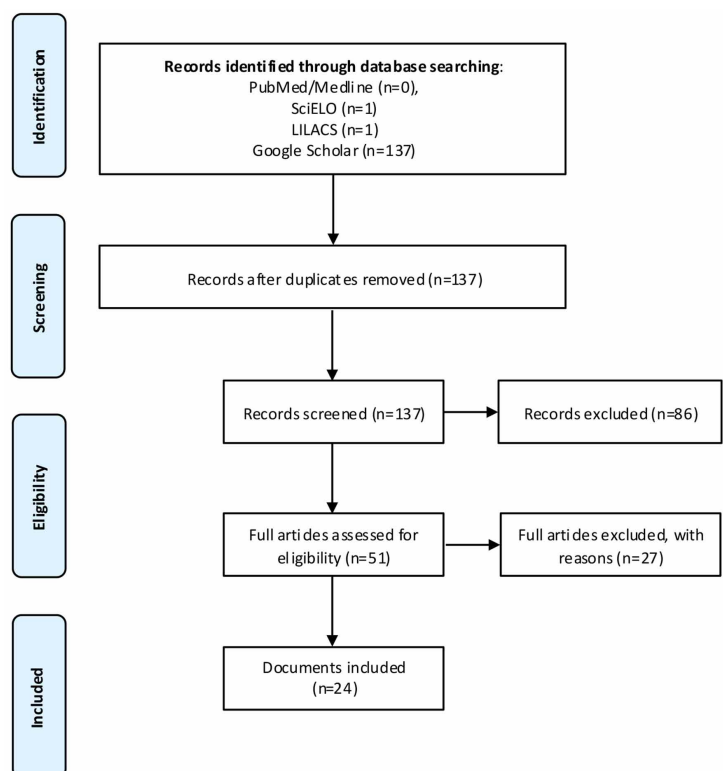 Identification
Records identified through database searching:
PubMed/Medline (n=0),
SciELO (n=1)
LILACS (n=1)
Google Scholar (n=137)
Screening
Records after duplicates removed (n=137)
Records screened (n=137)
Records excluded (n=86)
Eligibility
Full articles assessed for
eligibility (n=51)
Full articles excluded, with
reasons (n=27)
Included
Documents included
(n=24)